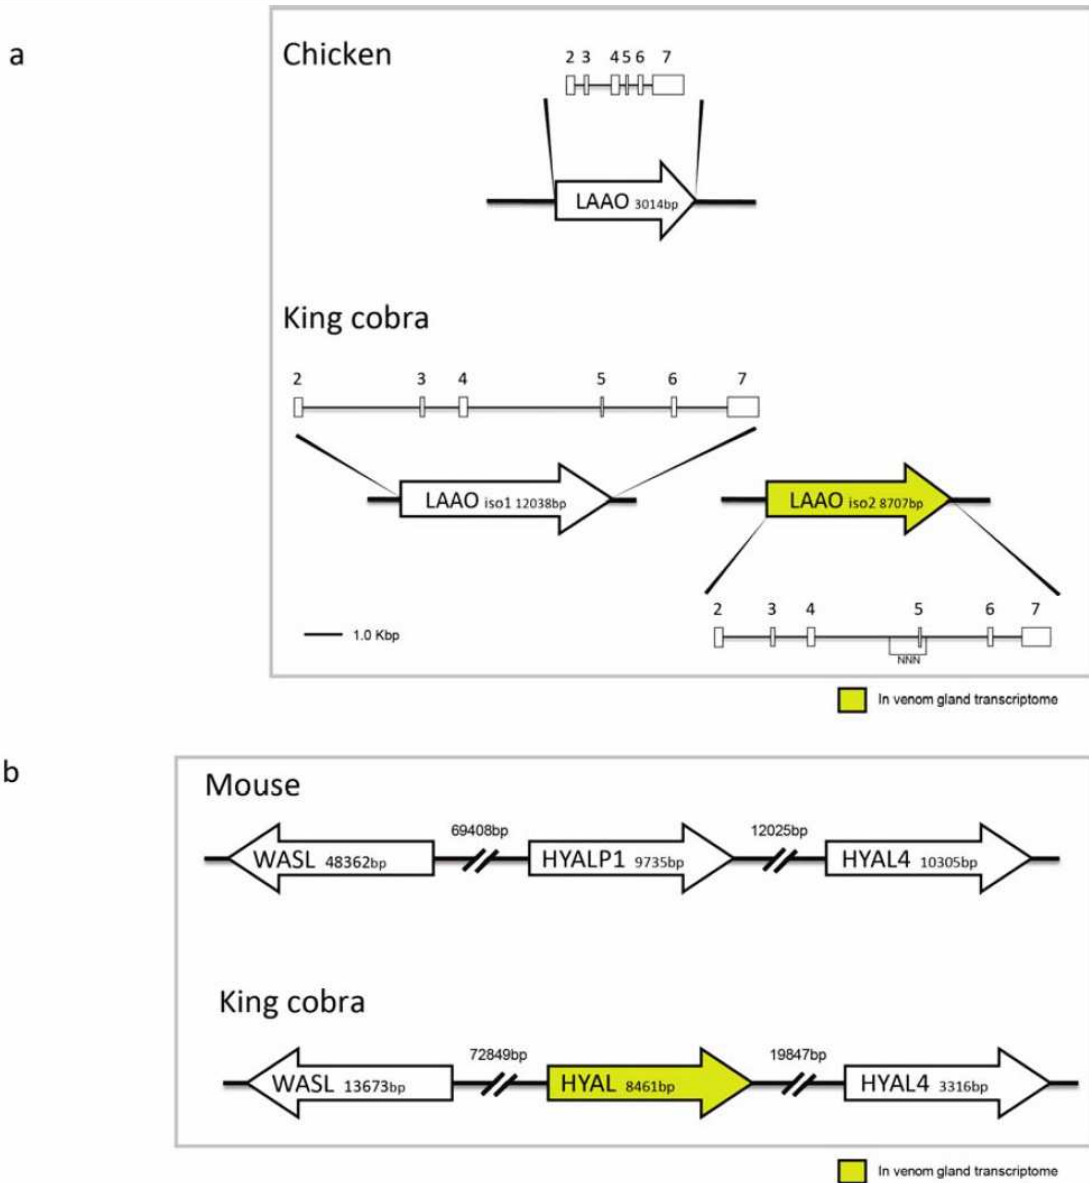 a
Chicken
2 3 4 5 6 7
LAAO 3014bp
King cobra
2 3 4 5 6 7
LAAO iso1 12038bp
LAAO iso2 8707bp
1.0 Kbp
2 3 4 5 6 7
NNN
In venom gland transcriptome
b
Mouse
69408bp 12025bp
WASL 48362bp HYALP1 9735bp HYAL4 10305bp
King cobra
72849bp 19847bp
WASL 13673bp HYAL 8461bp HYAL4 3316bp
In venom gland transcriptome